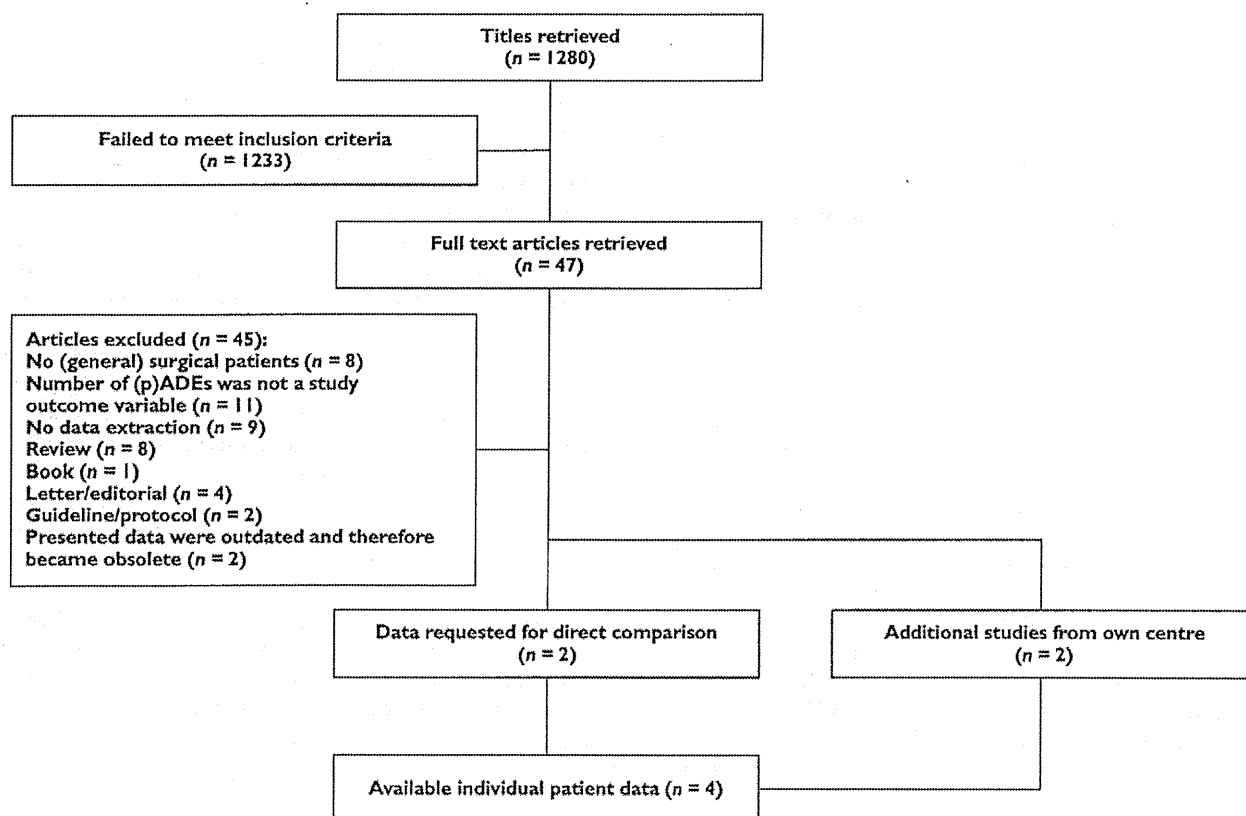 Titles retrieved
(n = 1280)
Failed to meet inclusion criteria
(n = 1233)
Full text articles retrieved
(n = 47)
Articles excluded (n = 45):
No (general) surgical patients (n = 8)
Number of (p)ADEs was not a study
outcome variable (n = 11)
No data extraction (n = 9)
Review (n = 8)
Book (n = 1)
Letter/editorial (n = 4)
Guideline/protocol (n = 2)
Presented data were outdated and therefore
became obsolete (n = 2)
Data requested for direct comparison
(n = 2)
Additional studies from own centre
(n = 2)
Available individual patient data (n = 4)